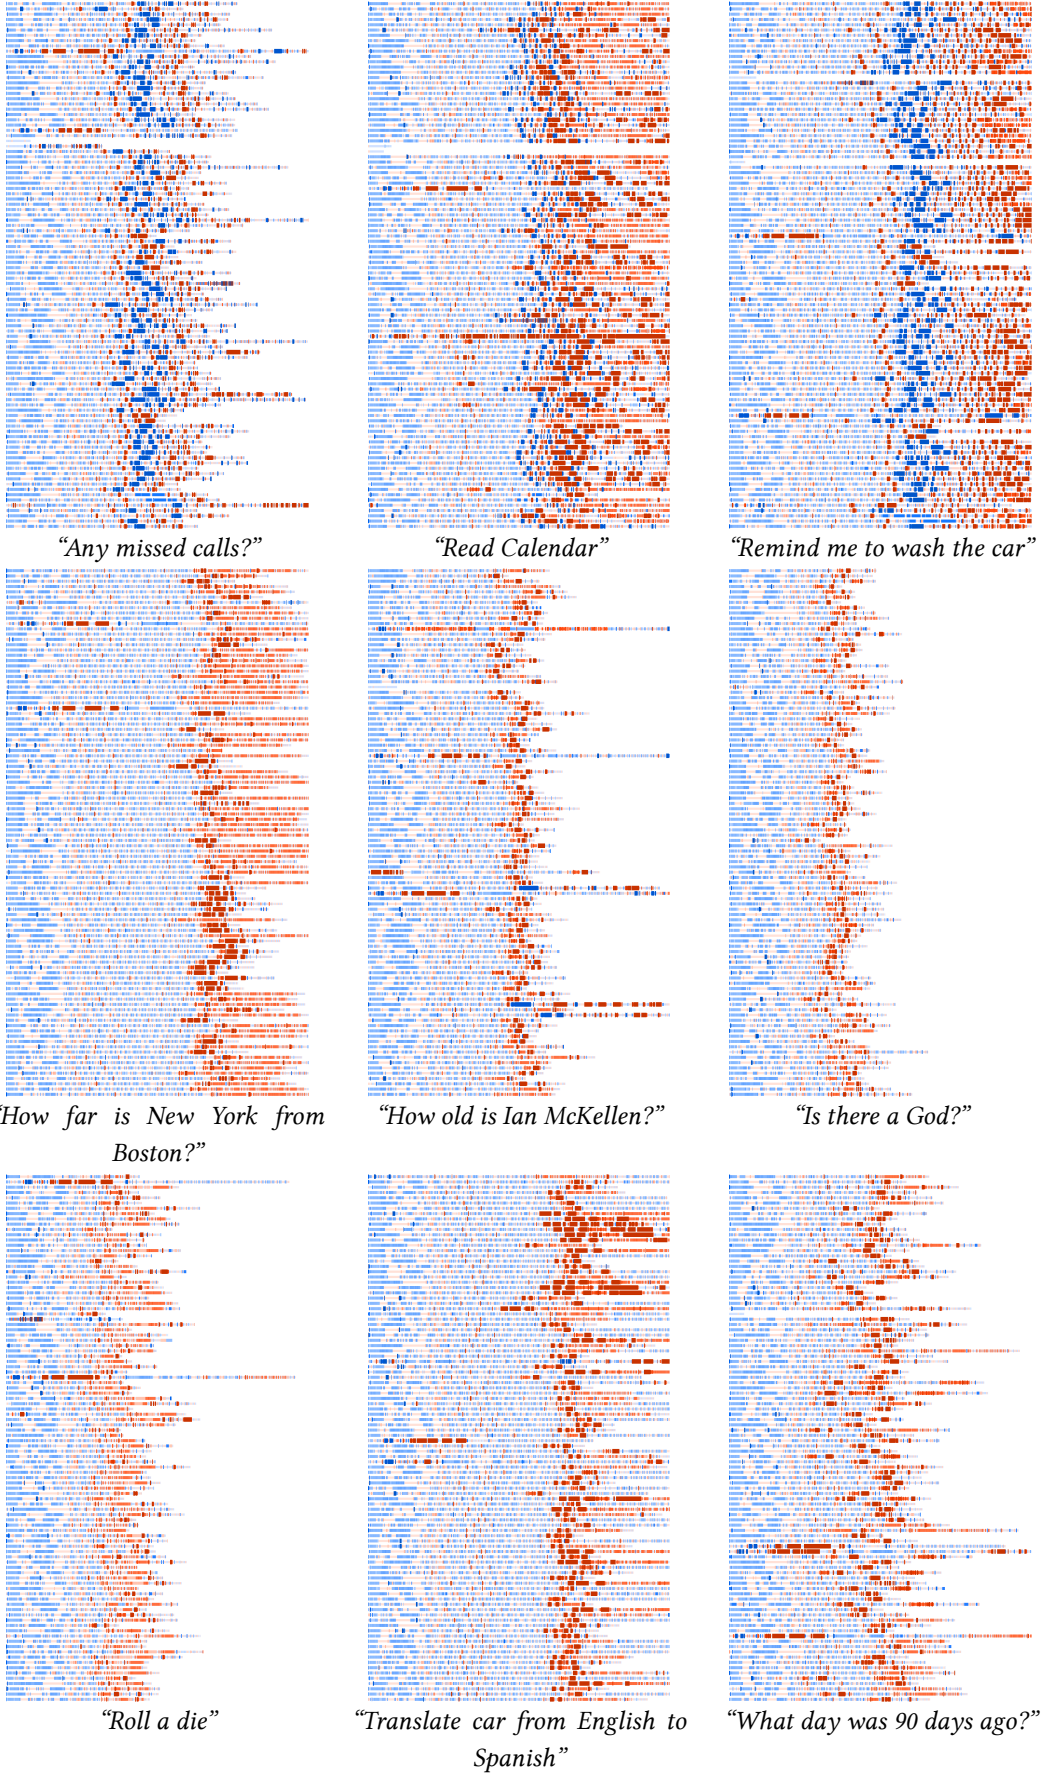 “Any missed calls?”
“Read Calendar”
“Remind me to wash the car”
“How far is New York from
Boston?”
“How old is Ian McKellen?”
“Is there a God?”
“Roll a die”
“Translate car from English to
Spanish”
“What day was 90 days ago?”